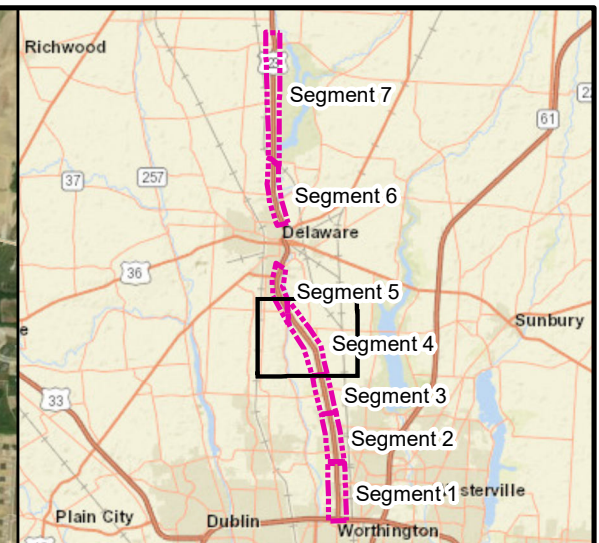 Richwood
Segment 7
61
37
257
Segment 6
Delaware
36
Segment 5
Sunbury
Segment 4
33
Segment 3
Segment 2
Segment 1
sterville
Plain City
Dublin
Worthington